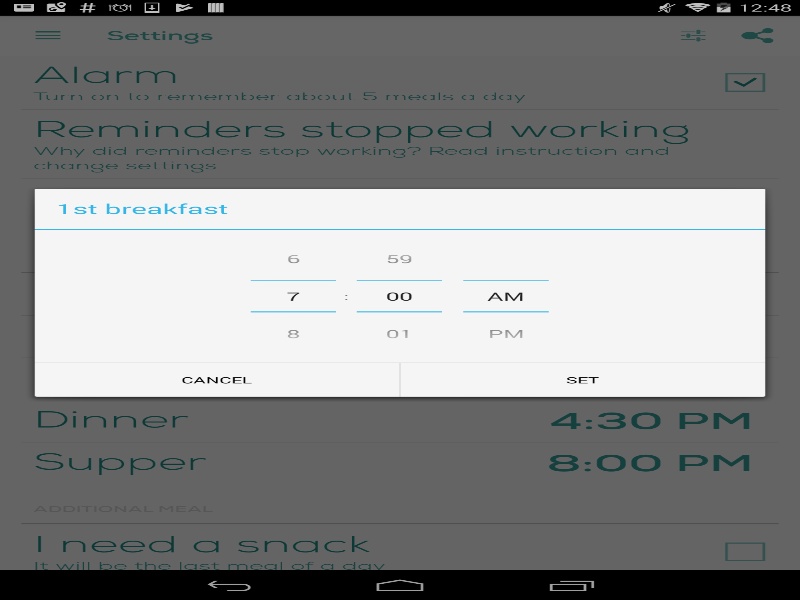 12:48
Settings
Alarm
Turn on to remember about 5 meals a day
Reminders stopped working
Why did reminders stop working? Read instruction and
change settings
1st breakfast
6 59
7 : 00 AM
8 01 PM
CANCEL SET
Dinner 4:30 PM
Supper 8:00 PM
ADDITIONAL MEAL
I need a snack
It will be the last meal of a day